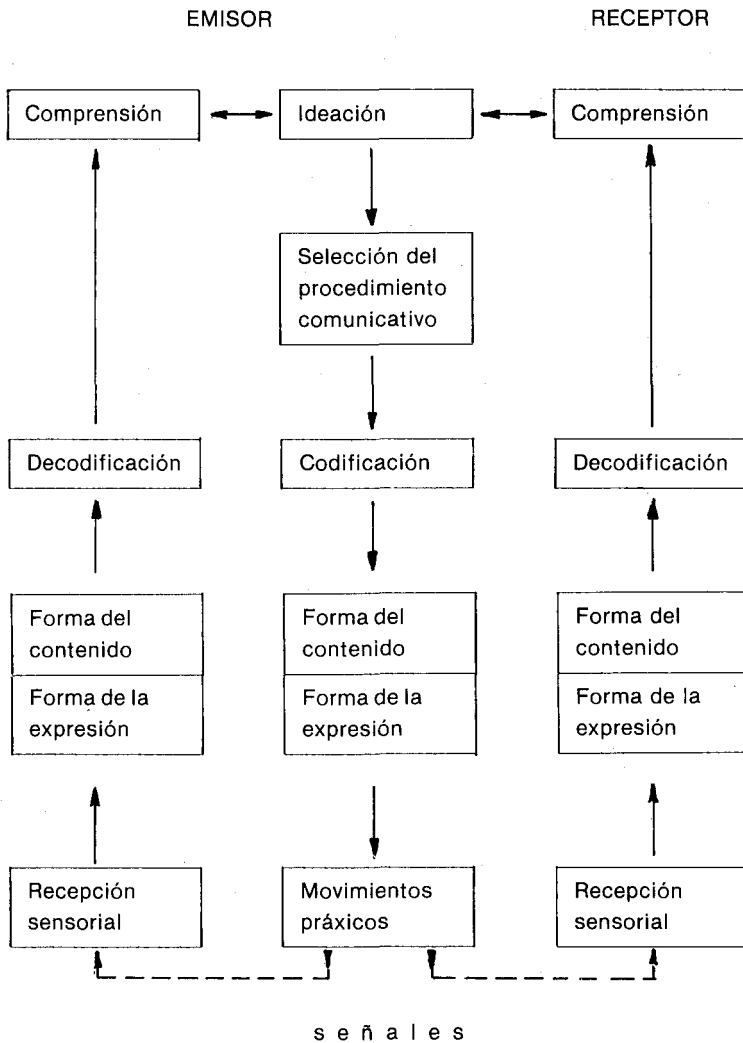 EMISOR RECEPTOR
Comprensión Ideación Comprensión
Selección del
procedimiento
comunicativo
Decodificación Codificación Decodificación
Forma del Forma del Forma del
contenido contenido contenido
Forma de la Forma de la Forma de la
expresión expresión expresión
Recepción Movimientos Recepción
sensorial práxicos sensorial
señales